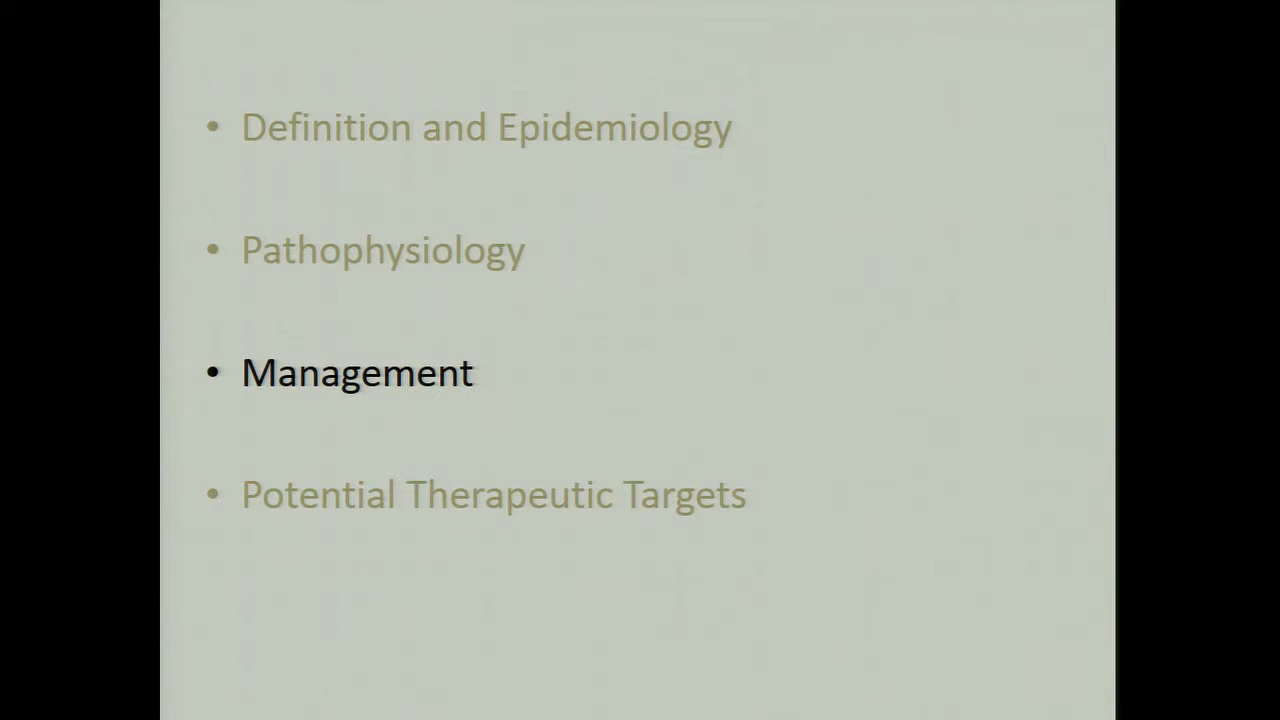 • Definition and Epidemiology
• Pathophysiology
• Management
• Potential Therapeutic Targets